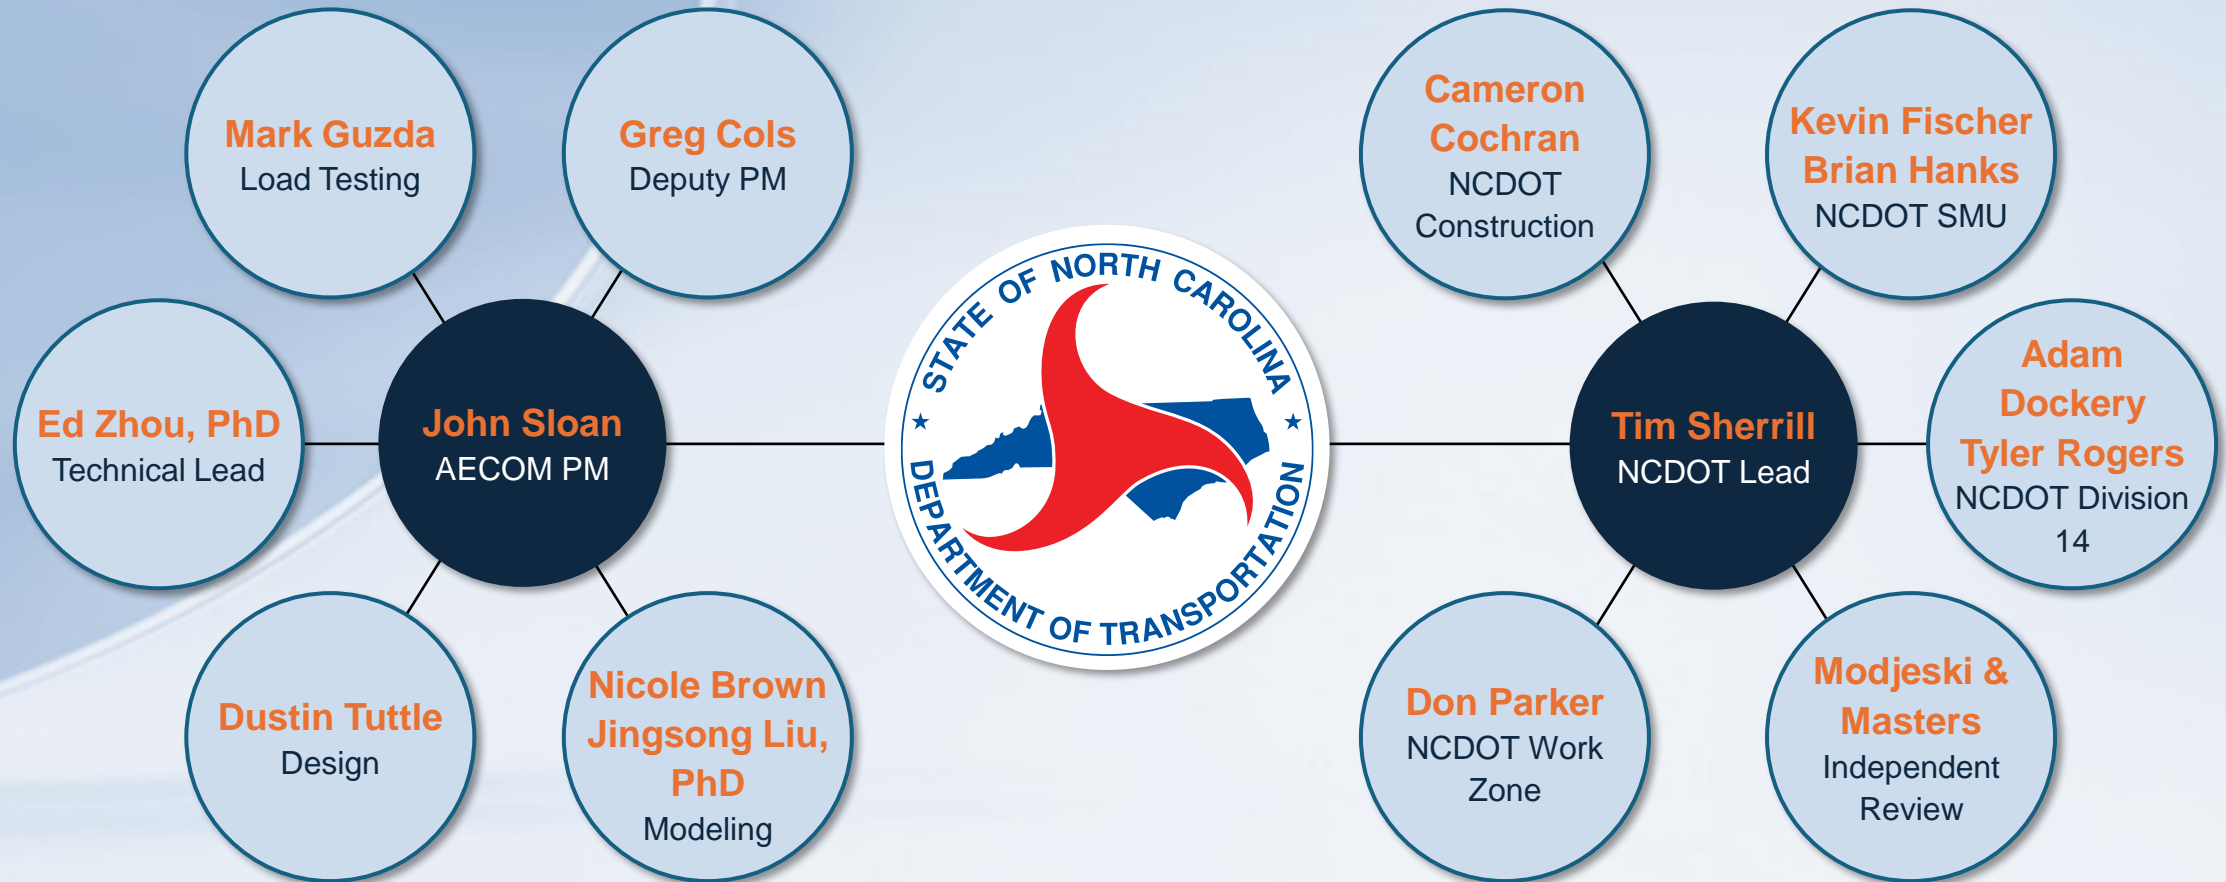 Mark Guzda
Load Testing
Greg Cols
Deputy PM
Ed Zhou, PhD
Technical Lead
John Sloan
AECOM PM
Dustin Tuttle
Design
Nicole Brown
Jingsong Liu,
PhD
Modeling
STATE OF NORTH CAROLINA
DEPARTMENT OF TRANSPORTATION
Cameron
Cochran
NCDOT
Construction
Kevin Fischer
Brian Hanks
NCDOT SMU
Tim Sherrill
NCDOT Lead
Adam
Dockery
Tyler Rogers
NCDOT Division
14
Don Parker
NCDOT Work
Zone
Modjeski &
Masters
Independent
Review